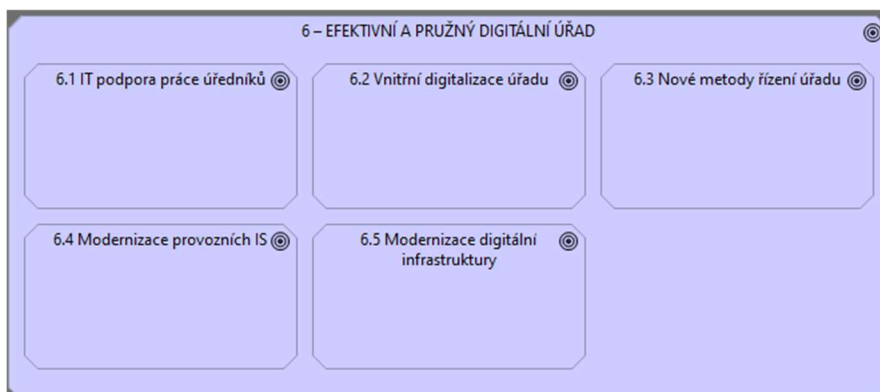 6 – EFEKTIVNÍ A PRUŽNÝ DIGITÁLNÍ ÚŘAD
6.1 IT podpora práce úředníků
6.2 Vnitřní digitalizace úřadu
6.3 Nové metody řízení úřadu
6.4 Modernizace provozních IS
6.5 Modernizace digitální
infrastruktury